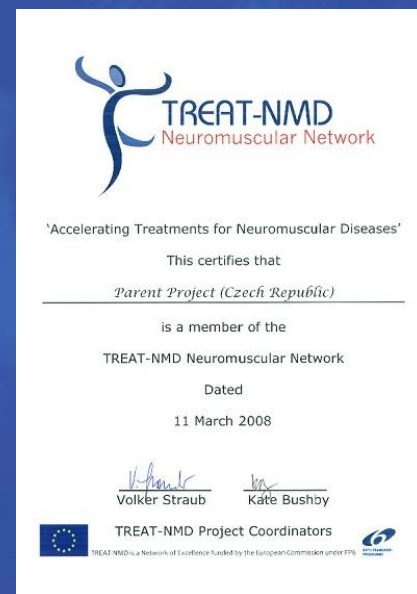 TREAT-NMD
Neuromuscular Network
'Accelerating Treatments for Neuromuscular Diseases'
This certifies that
Parent Project (Czech Republic)
is a member of the
TREAT-NMD Neuromuscular Network
Dated
11 March 2008
Volker Straub Kate Bushby
TREAT-NMD Project Coordinators
TREAT-NMD is a Network of Excellence funded by the European Commission under FP6